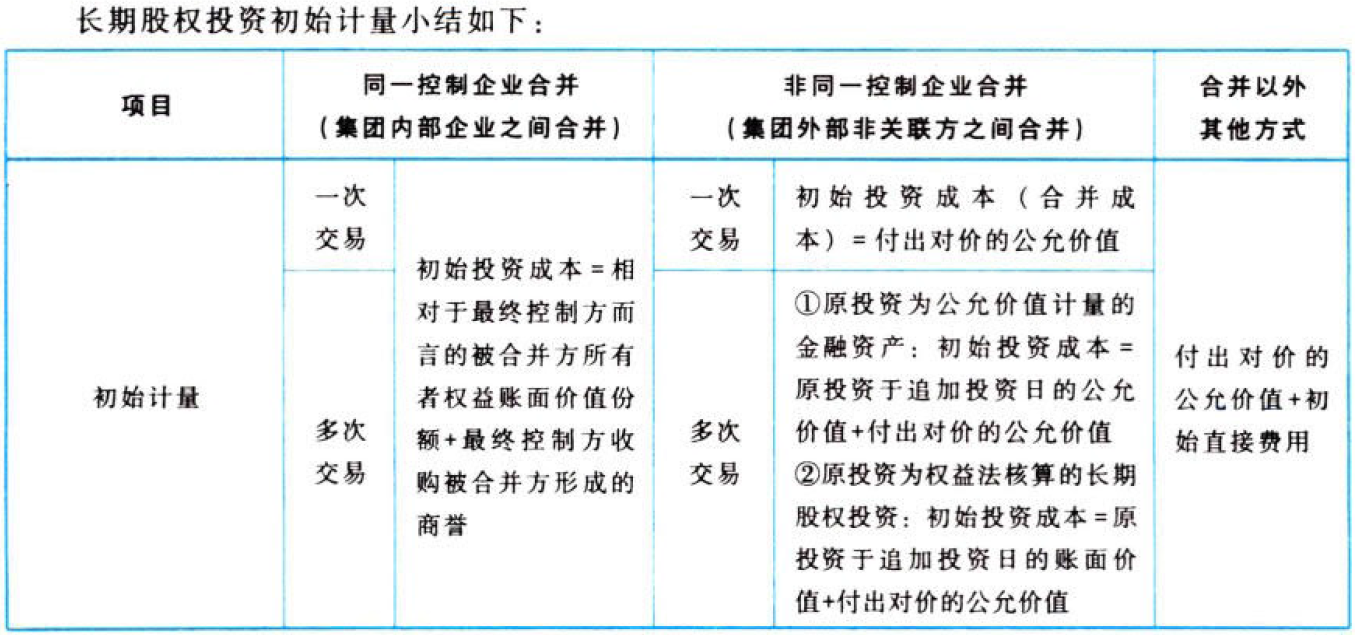 长期股权投资初始计量小结如下：
项目
同一控制企业合并
（集团内部企业之间合并）
非同一控制企业合并
（集团外部非关联方之间合并）
合并以外
其他方式
初始计量
一次
交易
多次
交易
初始投资成本=相
对于最终控制方而
言的被合并方所有
者权益账面价值份
额+最终控制方收
购被合并方形成的
商誉
一次
交易
初始投资成本（合并成
本）=付出对价的公允价值
多次
交易
①原投资为公允价值计量的
金融资产：初始投资成本=
原投资于追加投资日的公允
价值+付出对价的公允价值
②原投资为权益法核算的长期
股权投资：初始投资成本=原
投资于追加投资日的账面价
值+付出对价的公允价值
付出对价的
公允价值+初
始直接费用